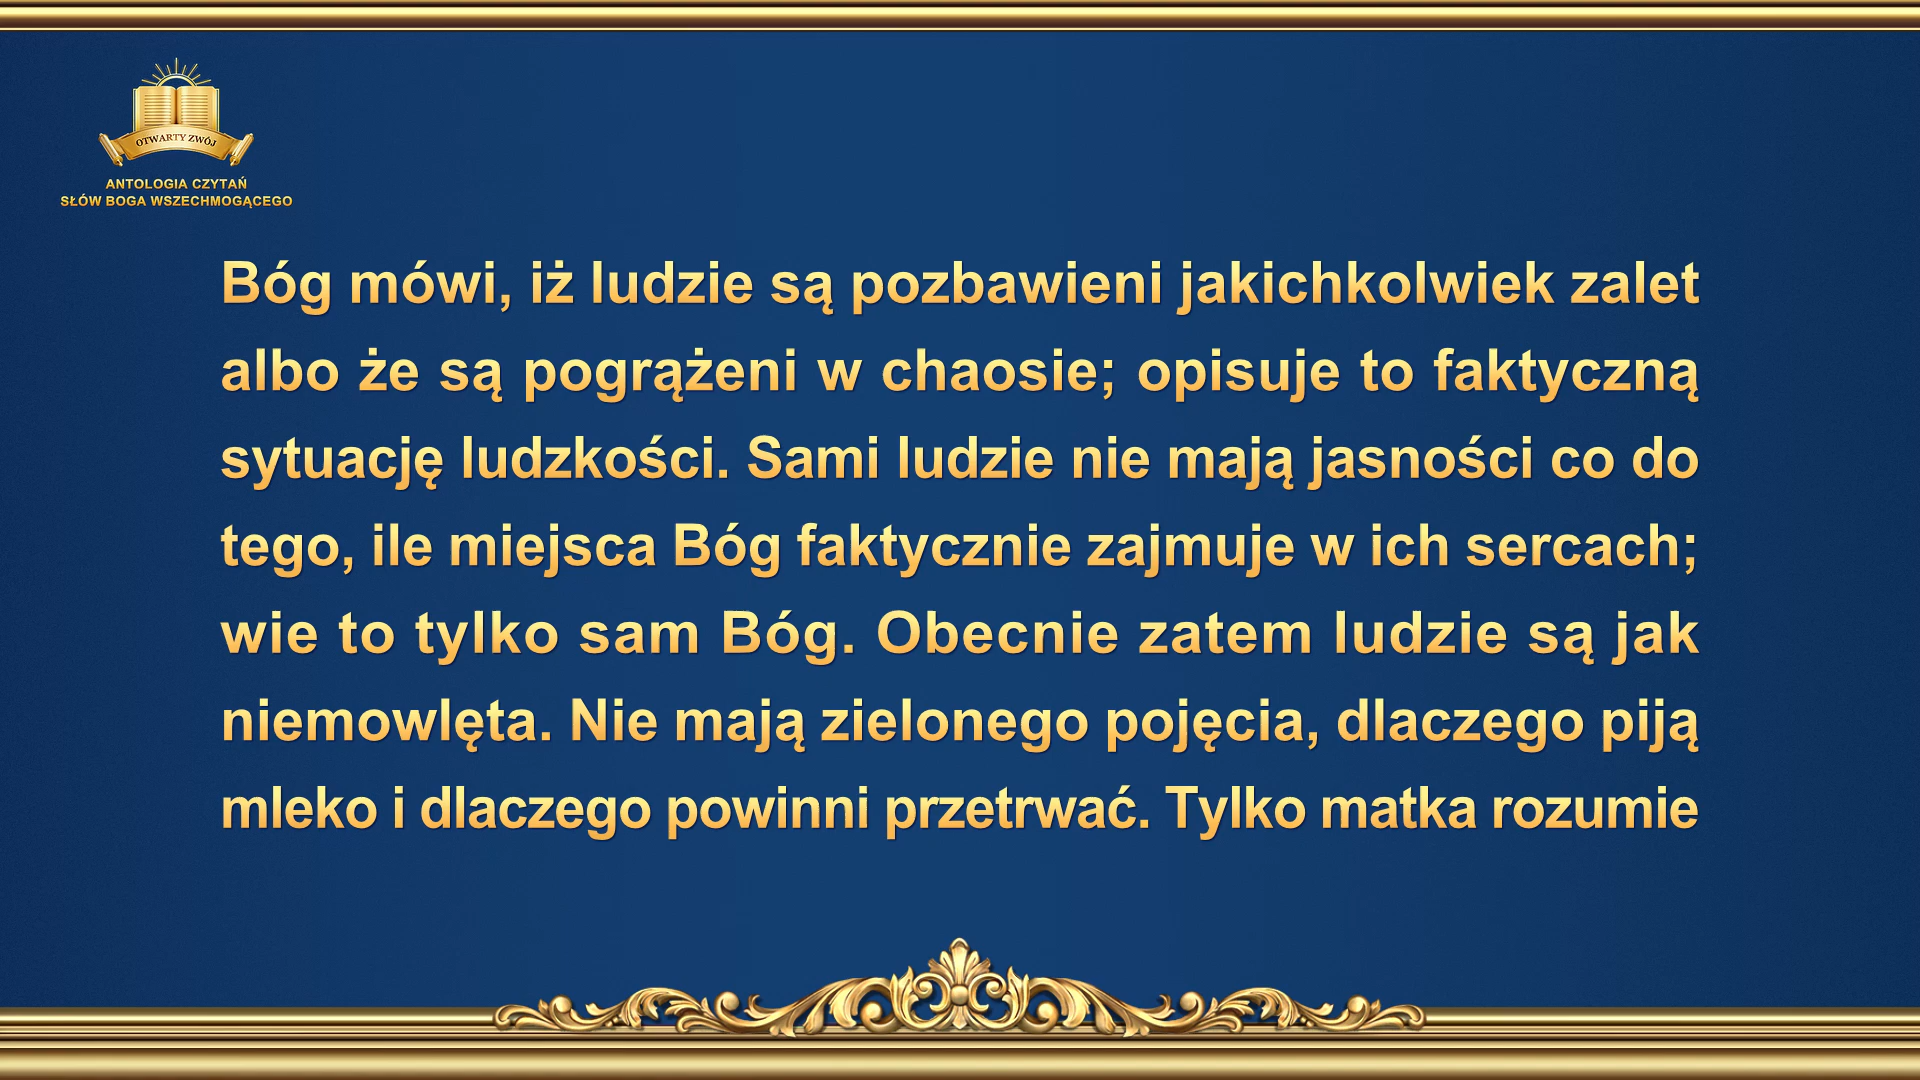 OTWARTY ZWÓJ
ANTOLOGIA CZYTAŃ
SŁÓW BOGA WSZECHMOGĄCEGO
Bóg mówi, iż ludzie są pozbawieni jakichkolwiek zalet
albo że są pogrążeni w chaosie; opisuje to faktyczną
sytuację ludzkości. Sami ludzie nie mają jasności co do
tego, ile miejsca Bóg faktycznie zajmuje w ich sercach;
wie to tylko sam Bóg. Obecnie zatem ludzie są jak
niemowlęta. Nie mają zielonego pojęcia, dlaczego piją
mleko i dlaczego powinni przetrwać. Tylko matka rozumie